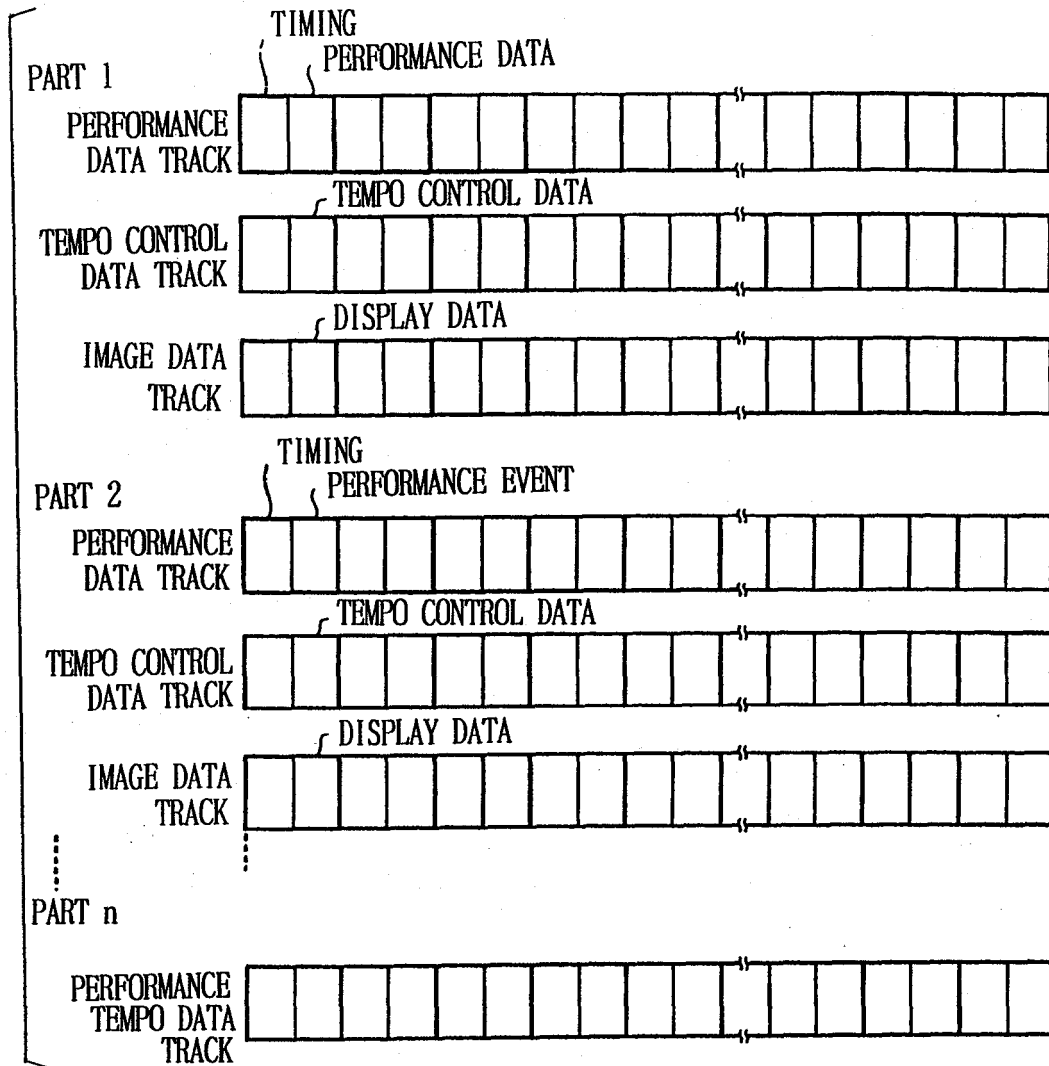 TIMING
PERFORMANCE DATA
PART 1
PERFORMANCE
DATA TRACK
TEMPO CONTROL DATA
TEMPO CONTROL
DATA TRACK
DISPLAY DATA
IMAGE DATA
TRACK
TIMING
PERFORMANCE EVENT
PART 2
PERFORMANCE
DATA TRACK
TEMPO CONTROL DATA
TEMPO CONTROL
DATA TRACK
DISPLAY DATA
IMAGE DATA
TRACK
PART n
PERFORMANCE
TEMPO DATA
TRACK